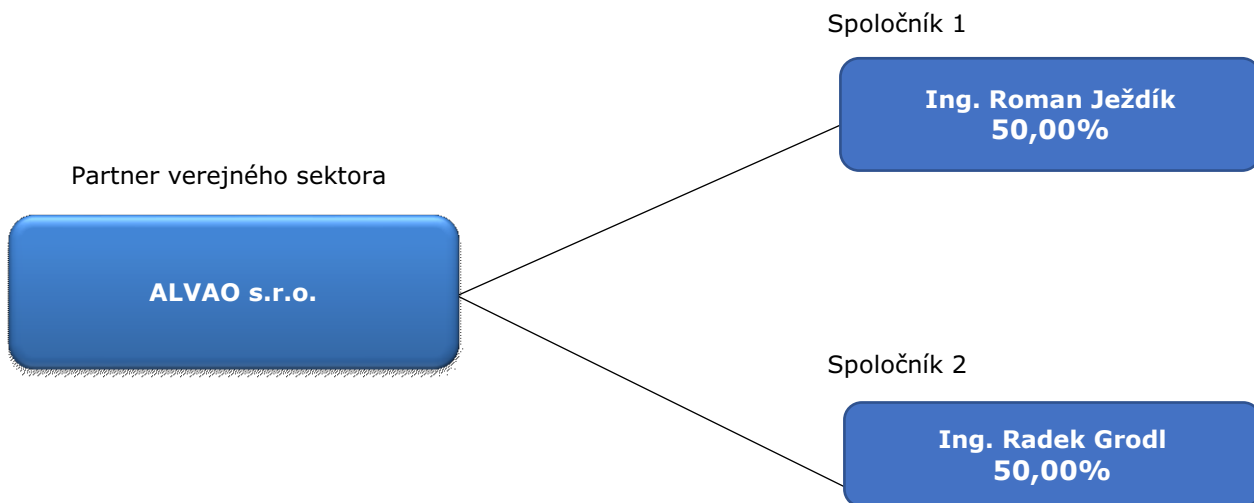 Spoločník 1
Ing. Roman Ježdík
50,00%
Partner verejného sektora
ALVAO s.r.o.
Spoločník 2
Ing. Radek Grodl
50,00%